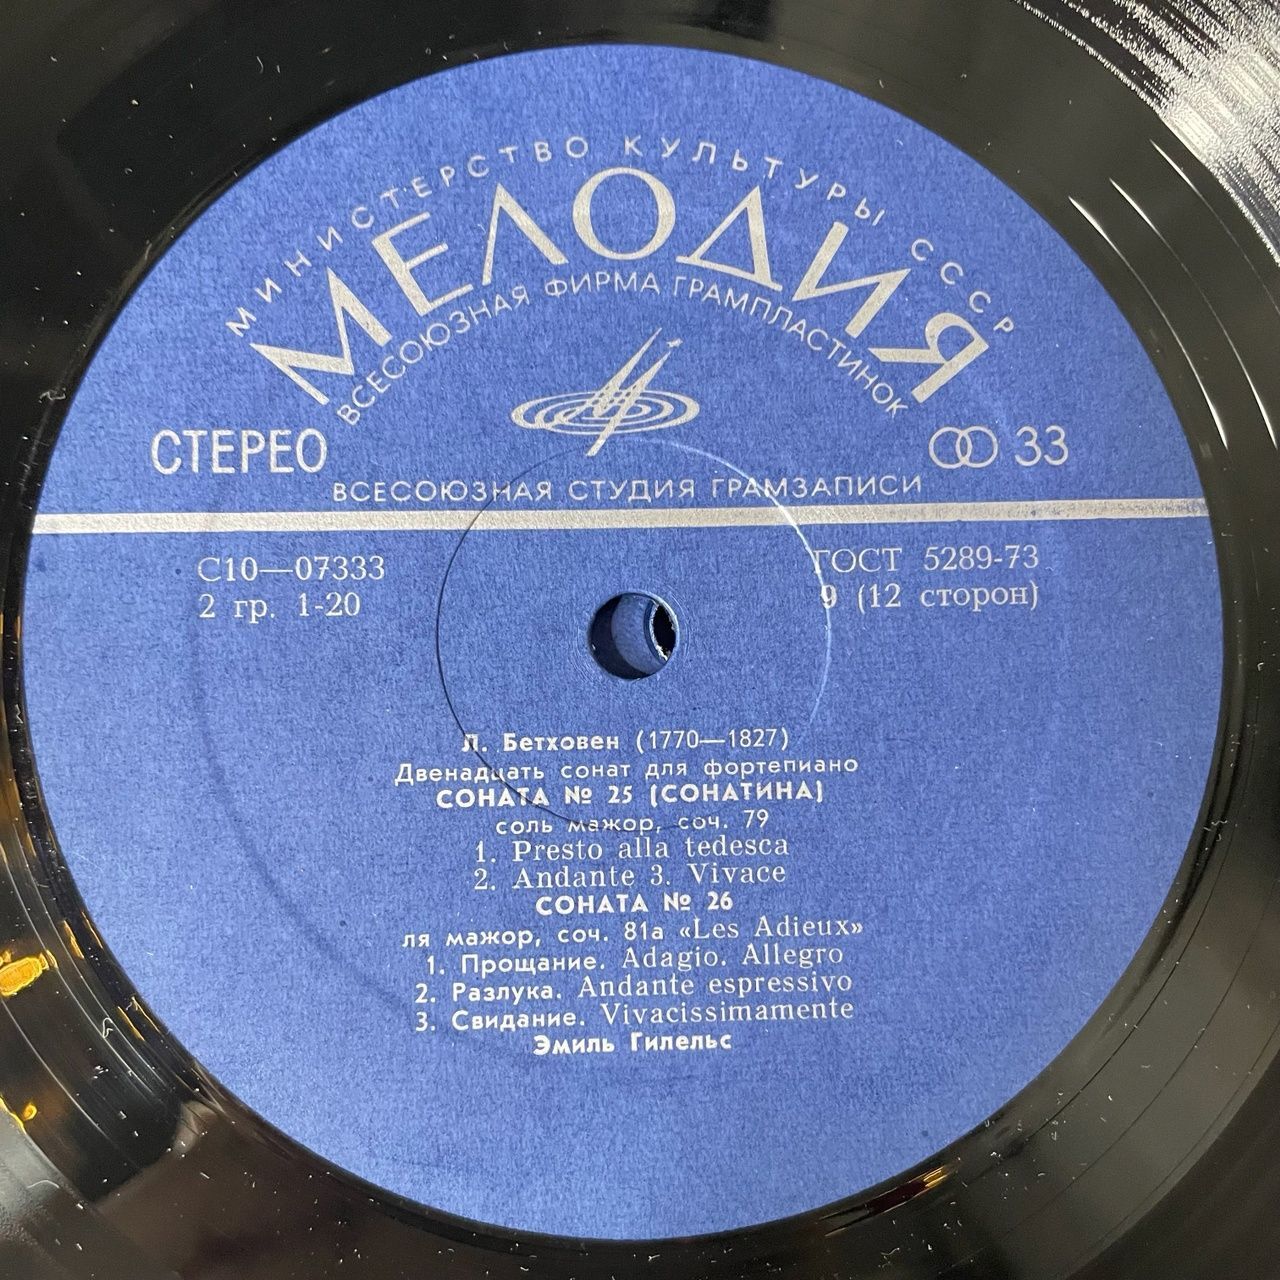 МИНИСТЕРСТВО КУЛЬТУРЫ СССР
МЕЛОДИЯ
ВСЕСОЮЗНАЯ ФИРМА ГРАМПЛАСТИНОК
СТЕРЕО
33
ВСЕСОЮЗНАЯ СТУДИЯ ГРАМЗАПИСИ
С10—07333
ГОСТ 5289-73
2 гр. 1-20
9 (12 сторон)
Л. Бетховен (1770—1827)
Двенадцать сонат для фортепиано
СОНАТА № 25 (СОНАТИНА)
соль мажор, соч. 79
1. Presto alla tedesca
2. Andante 3. Vivace
СОНАТА № 26
ля мажор, соч. 81а «Les Adieux»
1. Прощание. Adagio. Allegro
2. Разлука. Andante espressivo
3. Свидание. Vivacissimamente
Эмиль Гилельс